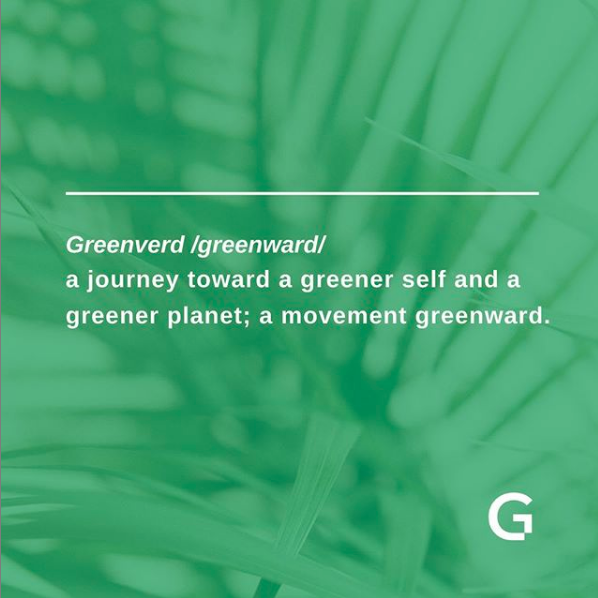 Greenverd /greenward/
a journey toward a greener self and a
greener planet; a movement greenward.
G